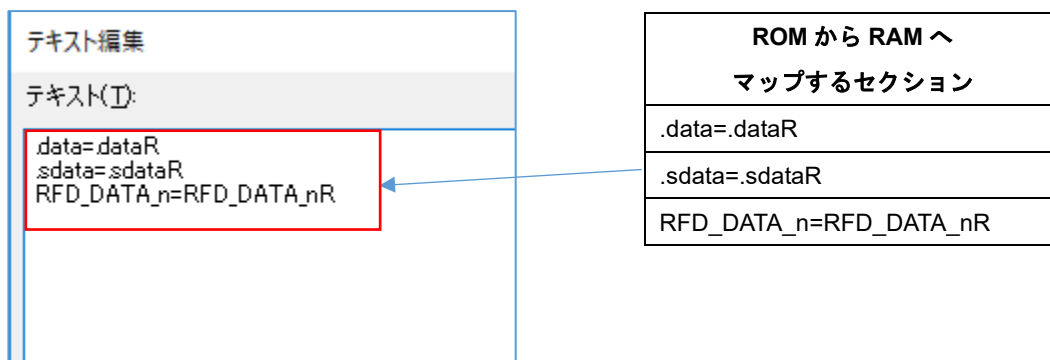 テキスト編集
テキスト(T):
.data=.dataR
.sdata=.sdataR
RFD_DATA_n=RFD_DATA_nR
ROM から RAM へ
マップするセクション
.data=.dataR
.sdata=.sdataR
RFD_DATA_n=RFD_DATA_nR